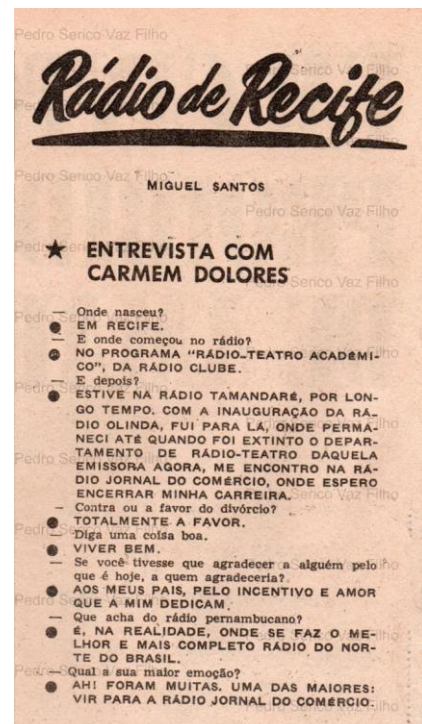 Rádio de Recife
MIGUEL SANTOS
★ ENTREVISTA COM
CARMEM DOLORES
— Onde nasceu?
● EM RECIFE.
— E onde começou no rádio?
● NO PROGRAMA "RÁDIO-TEATRO ACADÊMI-
CO", DA RÁDIO CLUBE.
— E depois?
● ESTIVE NA RÁDIO TAMANDARÉ, POR LON-
GO TEMPO. COM A INAUGURAÇÃO DA RÁ-
DIO OLINDA, FUI PARA LÁ, ONDE PERMA-
NECI ATÉ QUANDO FOI EXTINTO O DEPAR-
TAMENTO DE RÁDIO-TEATRO DAQUELA
EMISSORA AGORA, ME ENCONTRO NA RÁ-
DIO JORNAL DO COMÉRCIO, ONDE ESPERO
ENCERRAR MINHA CARREIRA.
— Contra ou a favor do divórcio?
● TOTALMENTE A FAVOR.
— Diga uma coisa boa.
● VIVER BEM.
— Se você tivesse que agradecer a alguém pelo
que é hoje, a quem agradeceria?
● AOS MEUS PAIS, PELO INCENTIVO E AMOR
QUE A MIM DEDICAM.
— Que acha do rádio pernambucano?
● É, NA REALIDADE, ONDE SE FAZ O ME-
LHOR E MAIS COMPLETO RÁDIO DO NOR-
TE DO BRASIL.
— Qual a sua maior emoção?
● AH! FORAM MUITAS. UMA DAS MAIORES:
VIR PARA A RÁDIO JORNAL DO COMÉRCIO.
Pedro Serico Vaz Filho